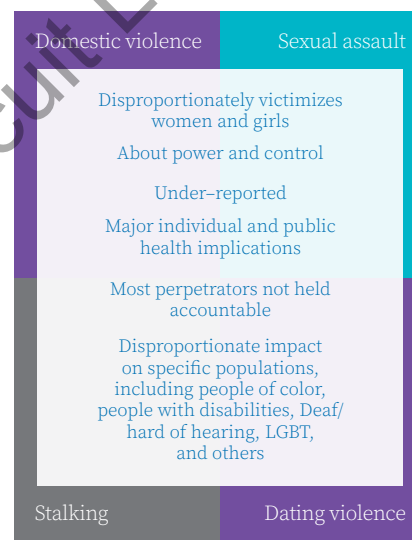 Domestic violence
Sexual assault
Disproportionately victimizes
women and girls
About power and control
Under–reported
Major individual and public
health implications
Most perpetrators not held
accountable
Disproportionate impact
on specific populations,
including people of color,
people with disabilities, Deaf/
hard of hearing, LGBT,
and others
Stalking
Dating violence